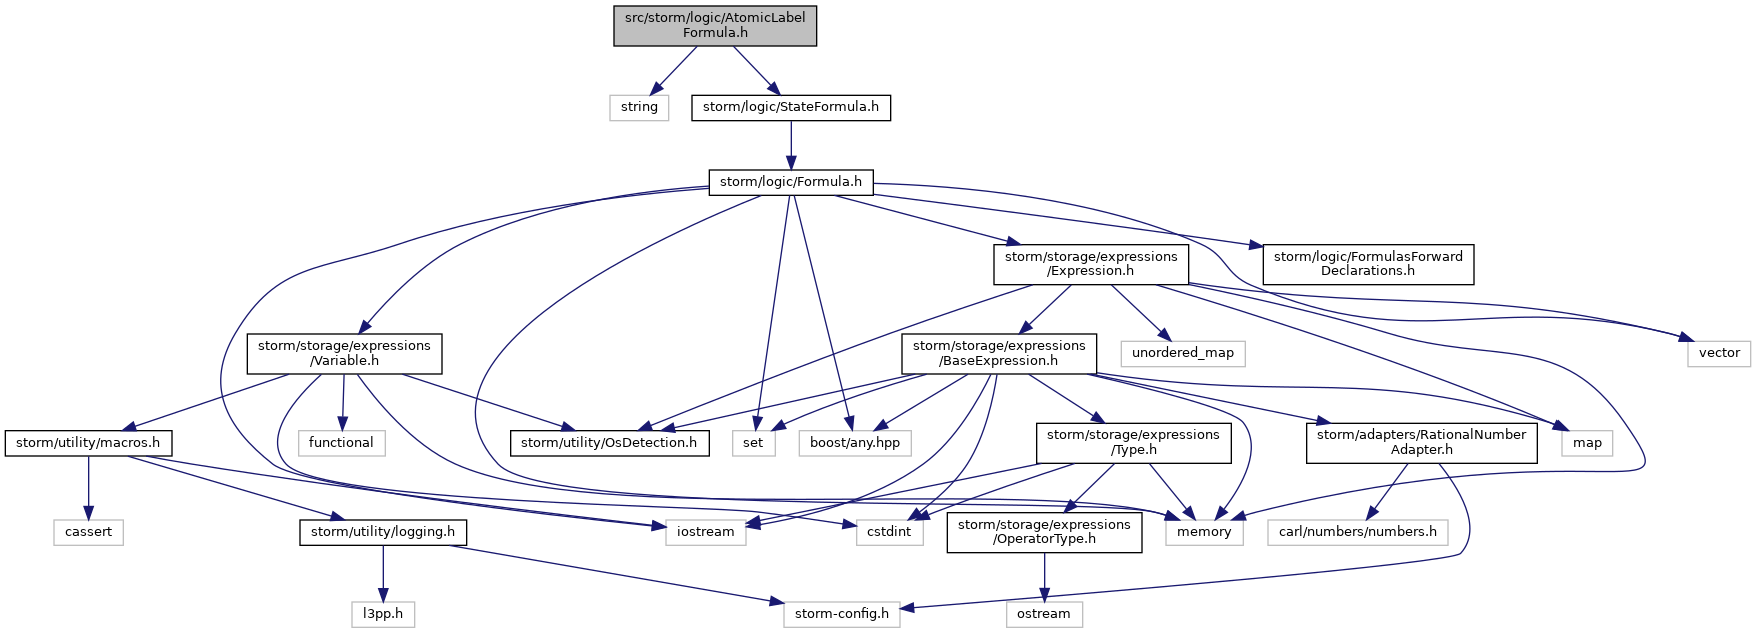 src/storm/logic/AtomicLabel
Formula.h
string
storm/logic/StateFormula.h
storm/logic/Formula.h
storm/storage/expressions
/Expression.h
storm/logic/FormulasForward
Declarations.h
storm/storage/expressions
/Variable.h
storm/storage/expressions
/BaseExpression.h
unordered_map
vector
storm/utility/macros.h
functional
storm/utility/OsDetection.h
set
boost/any.hpp
storm/storage/expressions
/Type.h
storm/adapters/RationalNumber
Adapter.h
map
cassert
storm/utility/logging.h
iostream
cstdint
storm/storage/expressions
/OperatorType.h
memory
carl/numbers/numbers.h
l3pp.h
storm-config.h
ostream